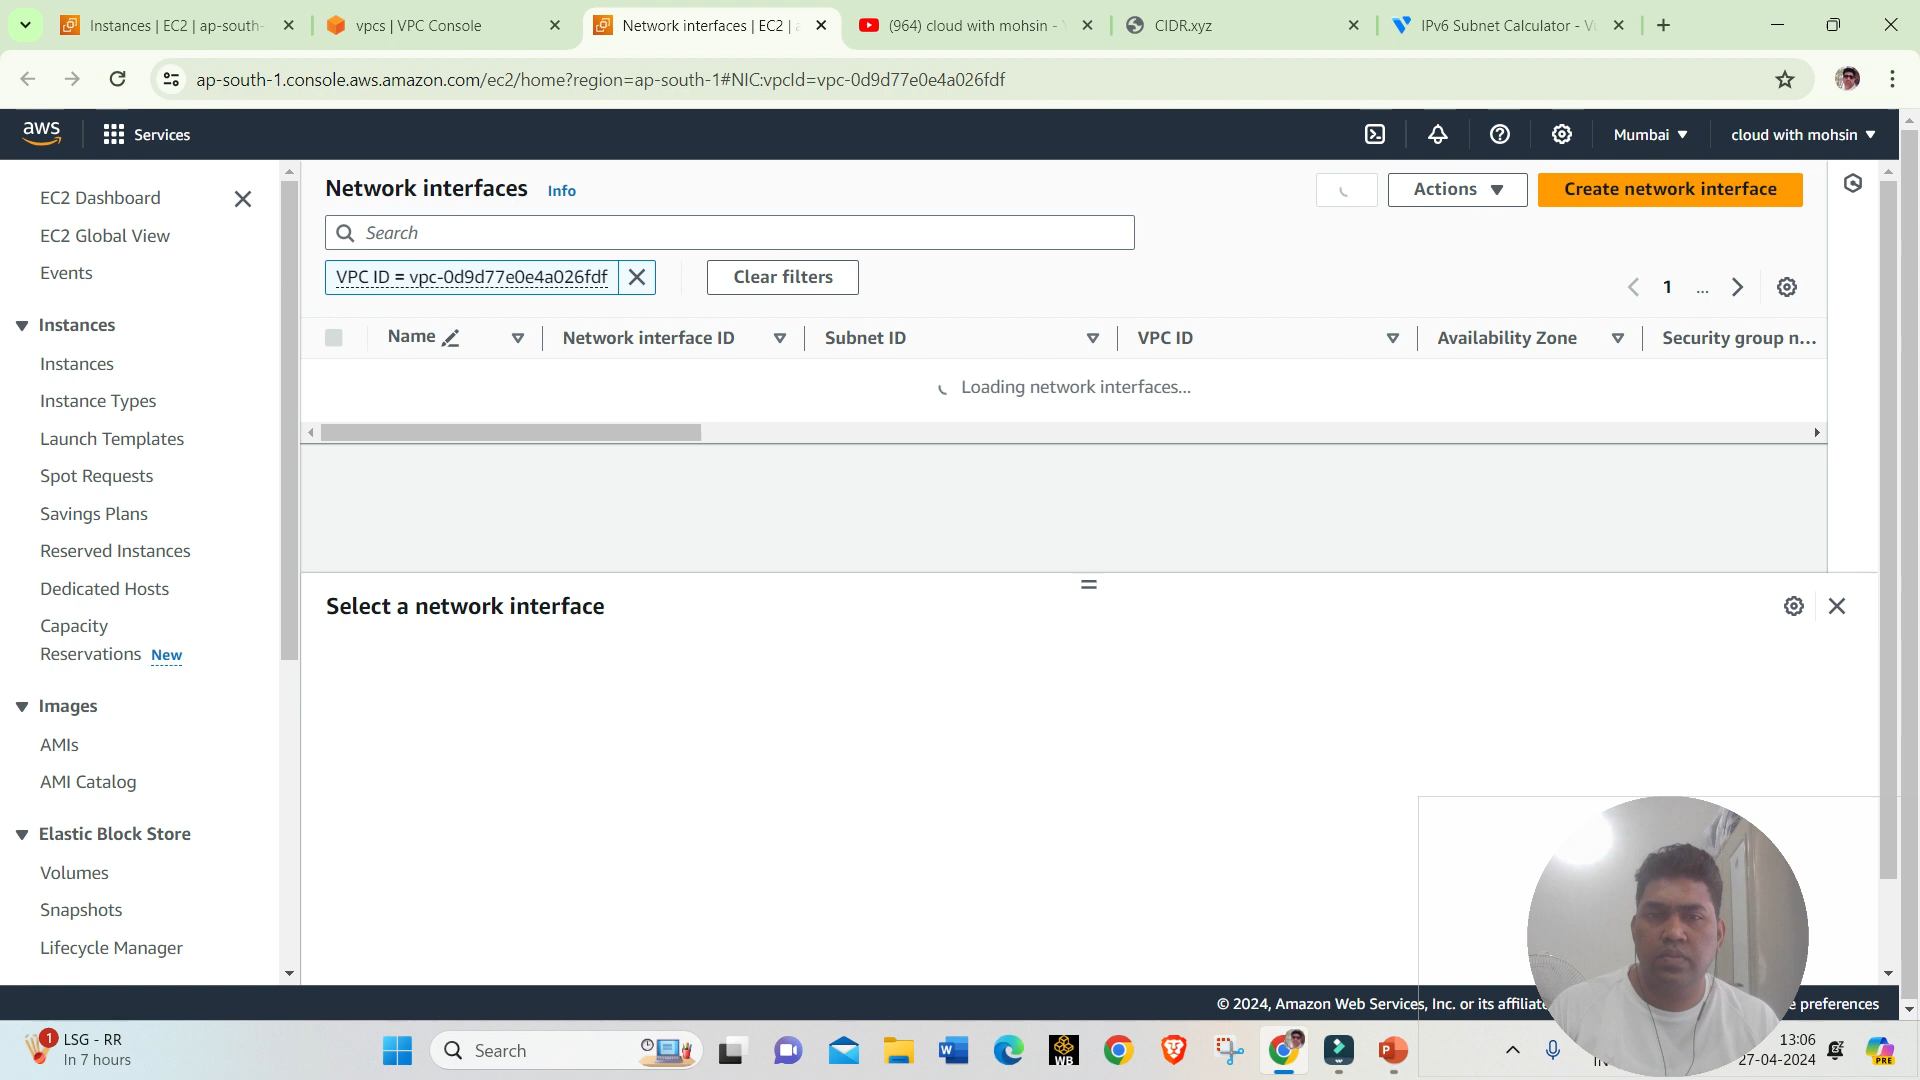 Instances | EC2 | ap-south-
vpcs | VPC Console
Network interfaces | EC2 | a
(964) cloud with mohsin -
CIDR.xyz
IPv6 Subnet Calculator - Vu
ap-south-1.console.aws.amazon.com/ec2/home?region=ap-south-1#NIC:vpcId=vpc-0d9d77e0e4a026fdf
aws
Services
Mumbai
cloud with mohsin
EC2 Dashboard
EC2 Global View
Events
Instances
Instances
Instance Types
Launch Templates
Spot Requests
Savings Plans
Reserved Instances
Dedicated Hosts
Capacity
Reservations New
Images
AMIs
AMI Catalog
Elastic Block Store
Volumes
Snapshots
Lifecycle Manager
Network interfaces Info
Actions
Create network interface
Search
VPC ID = vpc-0d9d77e0e4a026fdf
Clear filters
1 ...
Name
Network interface ID
Subnet ID
VPC ID
Availability Zone
Security group n...
Loading network interfaces...
Select a network interface
© 2024, Amazon Web Services, Inc. or its affiliate
e preferences
1
LSG - RR
In 7 hours
Search
W
WB
P
13:06
27-04-2024
PRE